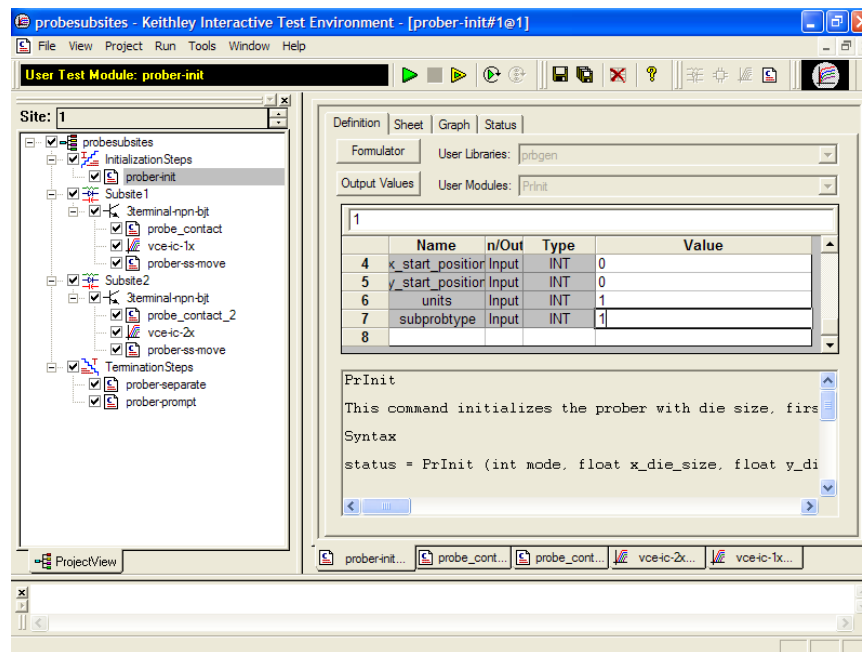 probesubsites - Keithley Interactive Test Environment - [prober-init#1@1]
File View Project Run Tools Window Help
User Test Module: prober-init
Site: 1
probesubsites
InitializationSteps
prober-init
Subsite1
3terminal-npn-bjt
probe_contact
vce-ic-1x
prober-ss-move
Subsite2
3terminal-npn-bjt
probe_contact_2
vce-ic-2x
prober-ss-move
TerminationSteps
prober-separate
prober-prompt
ProjectView
Definition Sheet Graph Status
Formulator User Libraries: prbgen
Output Values User Modules: PrInit
1
Name n/Out Type Value
4 x_start_position Input INT 0
5 y_start_position Input INT 0
6 units Input INT 1
7 subprobtype Input INT 1
8
PrInit
This command initializes the prober with die size, firs
Syntax
status = PrInit (int mode, float x_die_size, float y_di
prober-init... probe_cont... probe_cont... vce-ic-2x... vce-ic-1x...